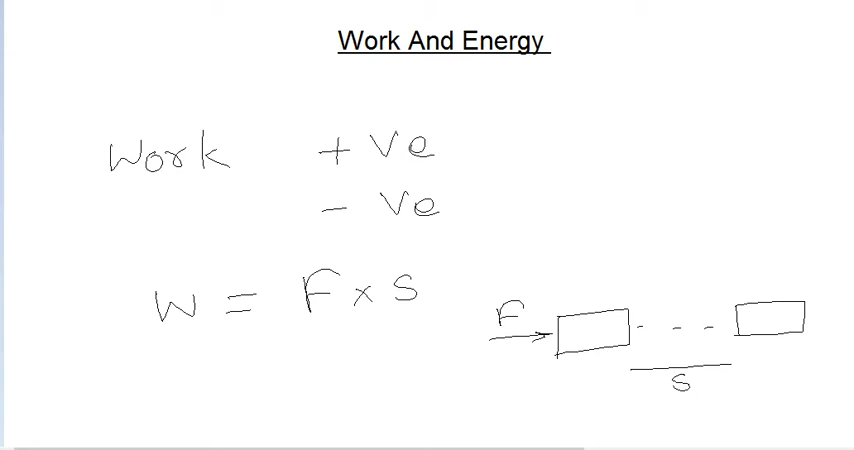 Work And Energy
Work + ve
- ve
W = F x S
F
S